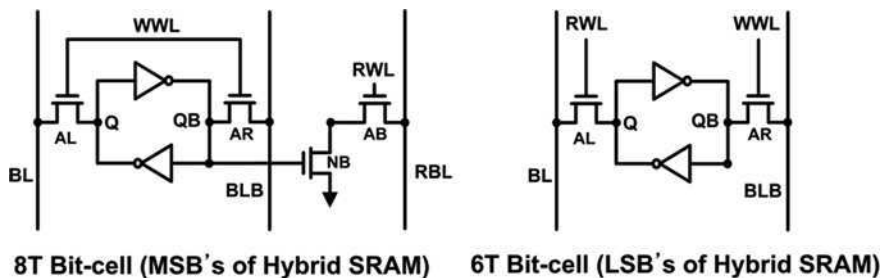 WWL
RWL
AL
Q
QB
AR
AB
NB
BL
BLB
RBL
8T Bit-cell (MSB's of Hybrid SRAM)
RWL
WWL
AL
Q
QB
AR
BL
BLB
6T Bit-cell (LSB's of Hybrid SRAM)